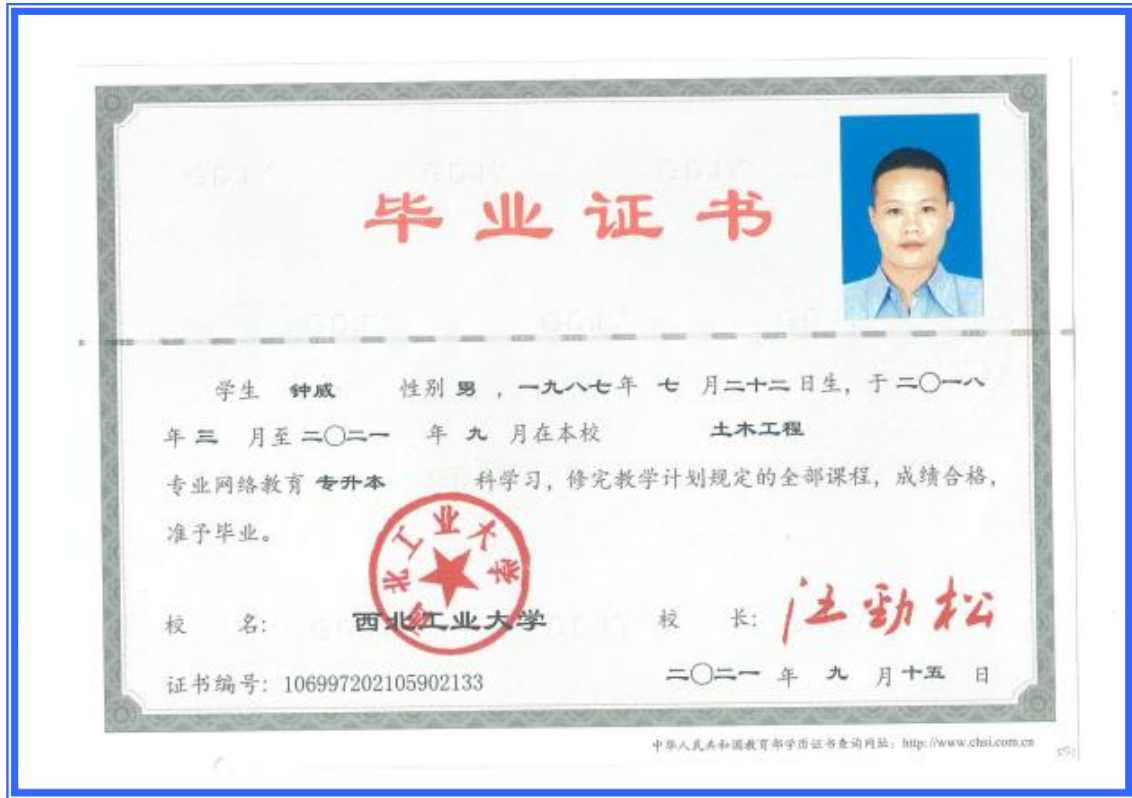 毕业证书
学生 钟威 性别 男 ，一九八七年 七 月二十二日生，于二〇一八
年 三 月至 二〇二一 年 九 月在本校 土木工程
专业网络教育 专升本 科学习，修完教学计划规定的全部课程，成绩合格，
准予毕业。
西北工业大学
校 名： 西北工业大学 校 长：汪劲松
证书编号：106997202105902133 二〇二一 年 九 月 十五 日
中华人民共和国教育部学历证书查询网址：http://www.chsi.com.cn